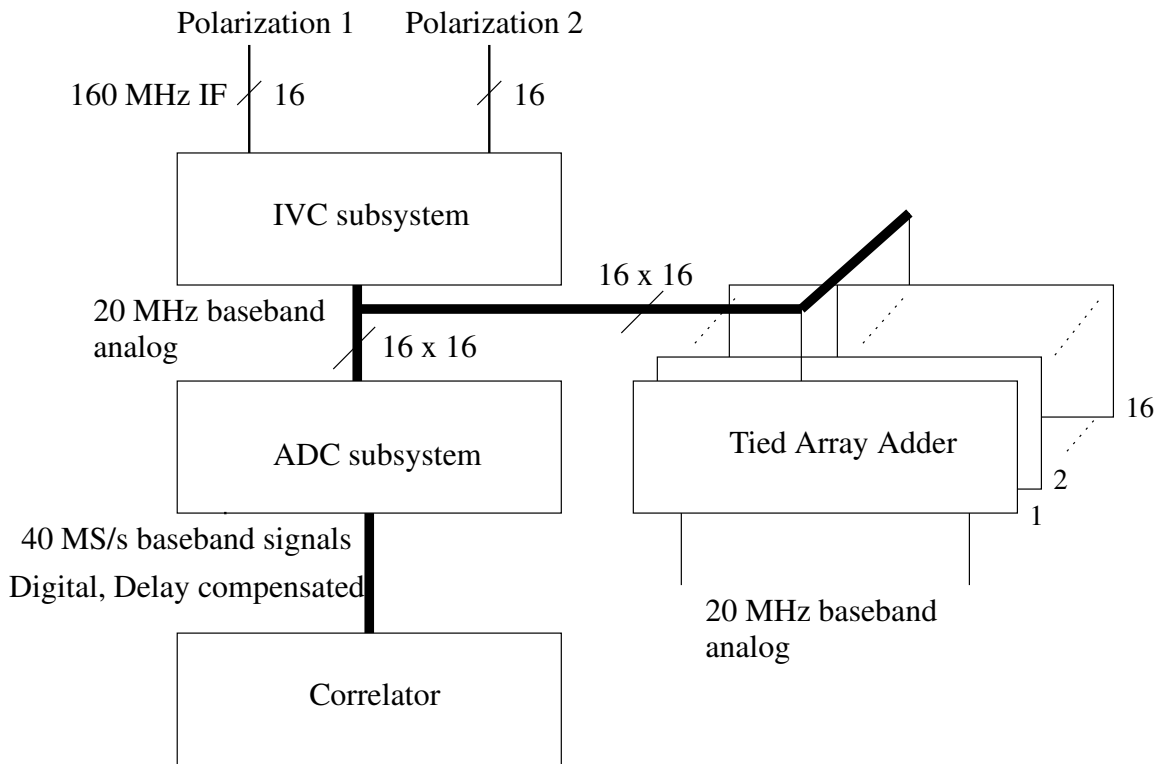 Polarization 1
Polarization 2
160 MHz IF
16
16
IVC subsystem
16 x 16
20 MHz baseband
analog
16 x 16
16
Tied Array Adder
ADC subsystem
2
1
40 MS/s baseband signals
Digital, Delay compensated
20 MHz baseband
analog
Correlator